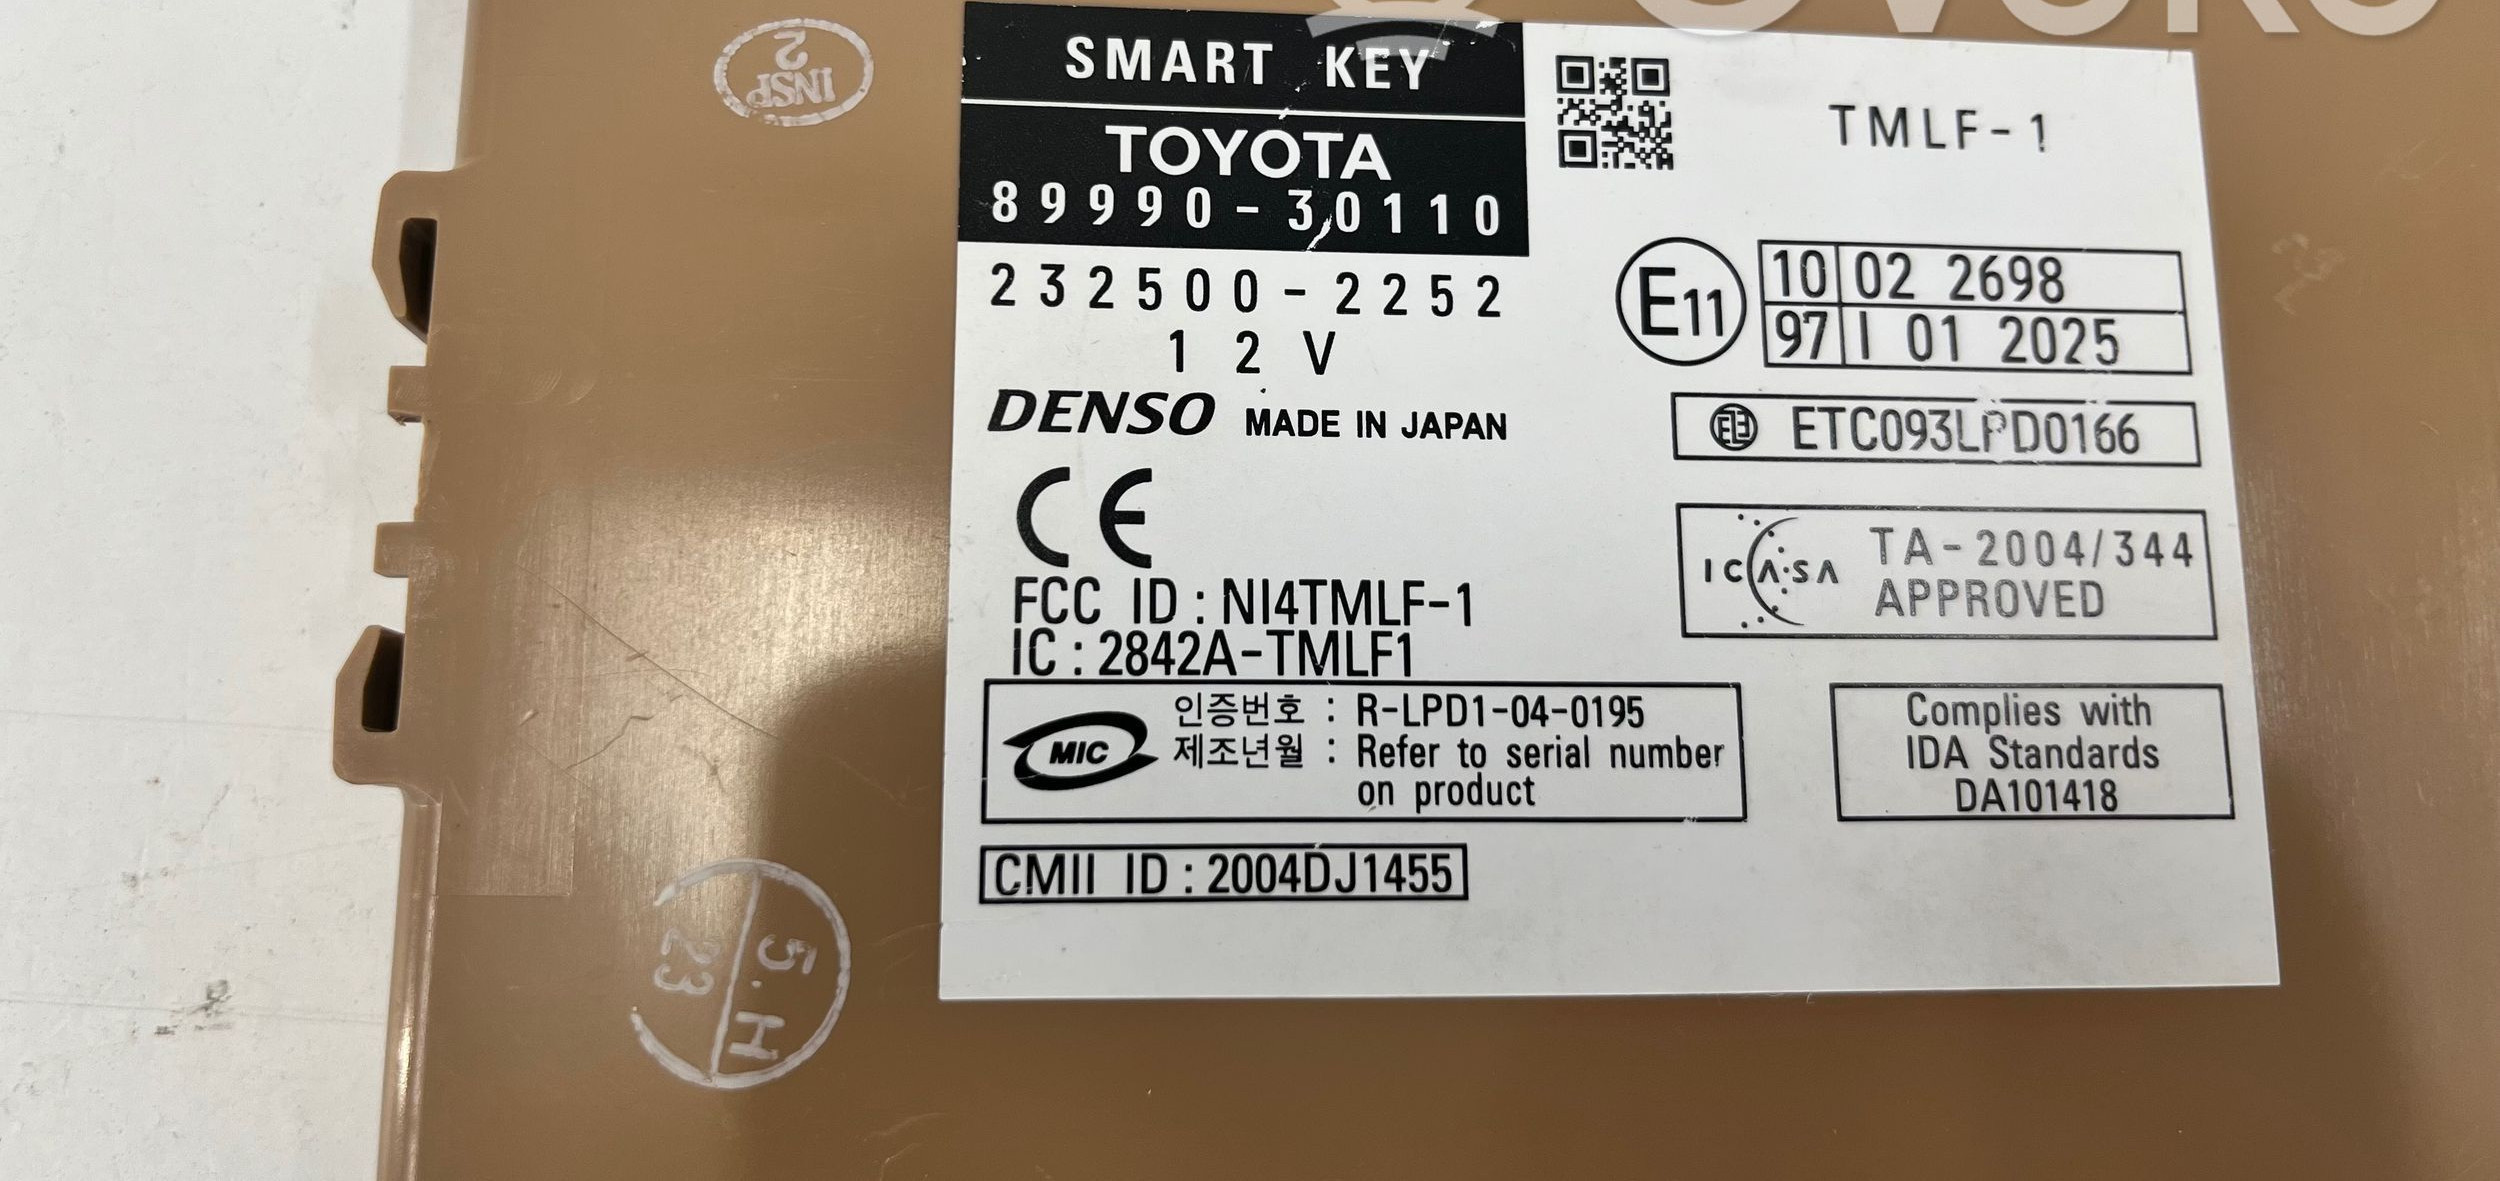 INSP
2
SMART KEY
TOYOTA
89990-30110
232500-2252
12V
DENSO MADE IN JAPAN
CE
FCC ID : NI4TMLF-1
IC : 2842A-TMLF1
MIC
인증번호 : R-LPD1-04-0195
제조년월 : Refer to serial number
on product
CMII ID : 2004DJ1455
TMLF-1
E11
10 02 2698
97 I 01 2025
ETC093LPD0166
ICASA
TA-2004/344
APPROVED
Complies with
IDA Standards
DA101418
5.H
23